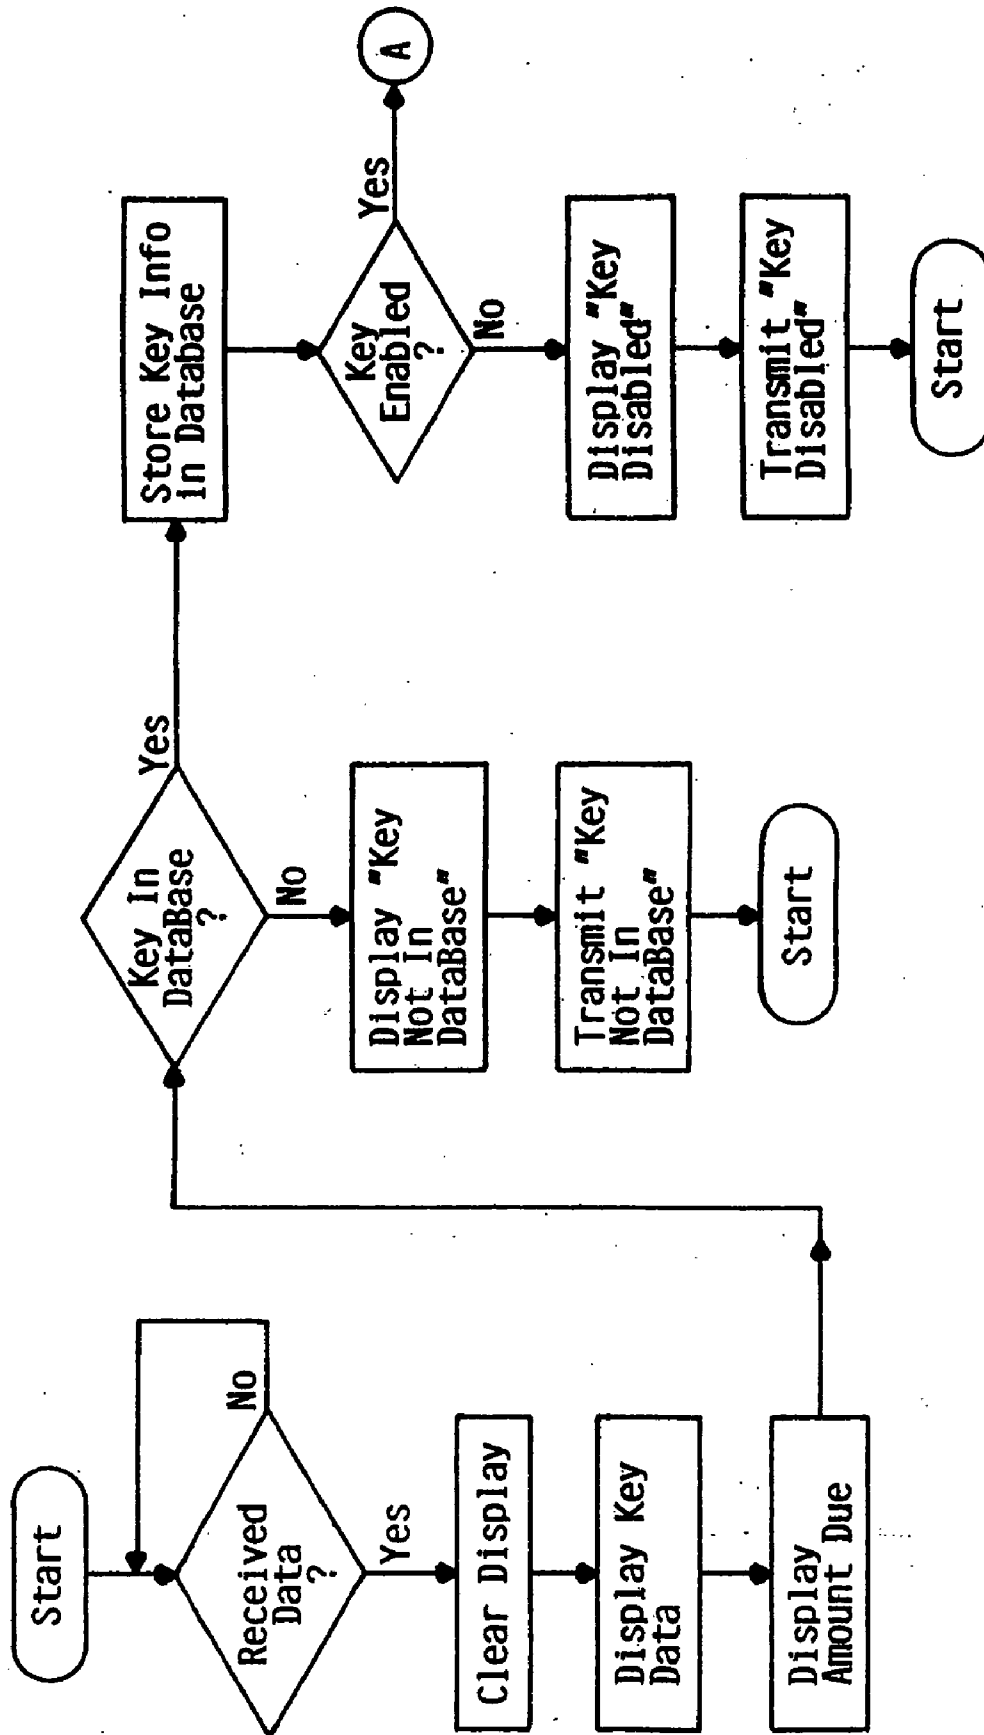 Start
Received
Data
?
No
Yes
Clear Display
Display Key
Data
Display
Amount Due
Key In
DataBase
?
Yes
No
Display "Key
Not In
DataBase"
Transmit "Key
Not In
DataBase"
Start
Store Key Info
in Database
Key
Enabled
?
Yes
A
No
Display "Key
Disabled"
Transmit "Key
Disabled"
Start